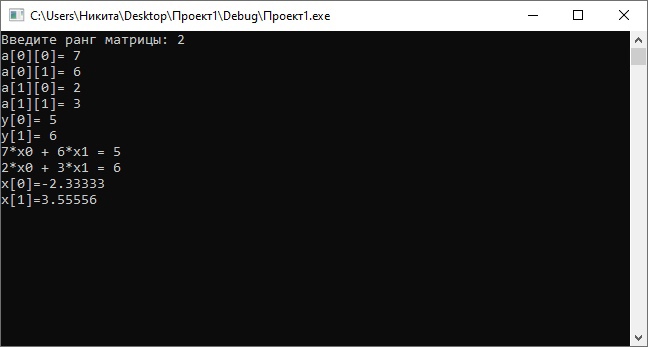 C:\Users\Никита\Desktop\Проект1\Debug\Проект1.exe
Введите ранг матрицы: 2
a[0][0]= 7
a[0][1]= 6
a[1][0]= 2
a[1][1]= 3
y[0]= 5
y[1]= 6
7*x0 + 6*x1 = 5
2*x0 + 3*x1 = 6
x[0]=-2.33333
x[1]=3.55556